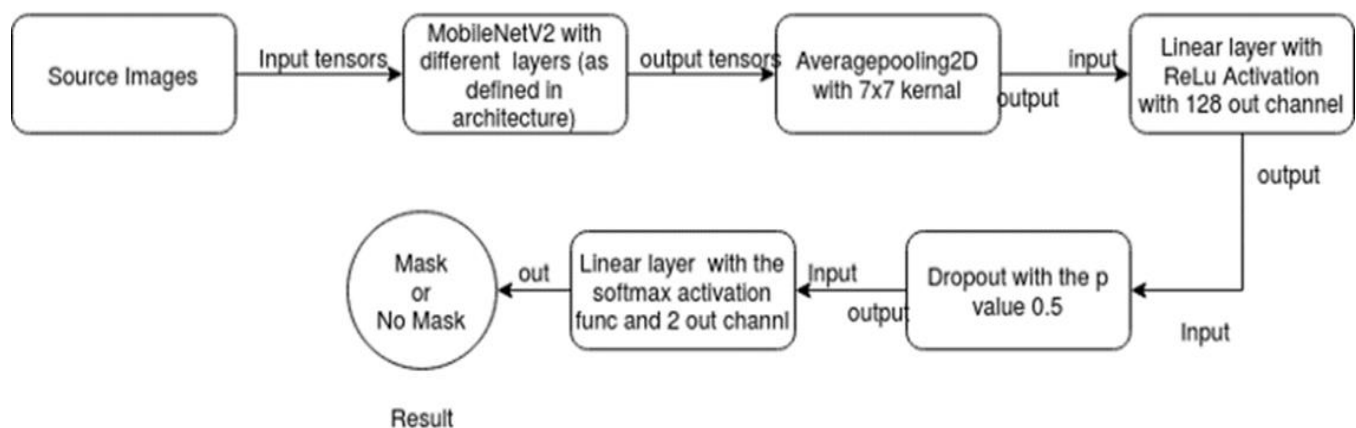 Source Images
Input tensors
MobileNetV2 with
different layers (as
defined in
architecture)
output tensors
Averagepooling2D
with 7x7 kernal
input
output
Linear layer with
ReLu Activation
with 128 out channel
output
Input
Dropout with the p
value 0.5
Input
output
Linear layer with the
softmax activation
func and 2 out channl
out
Mask
or
No Mask
Result